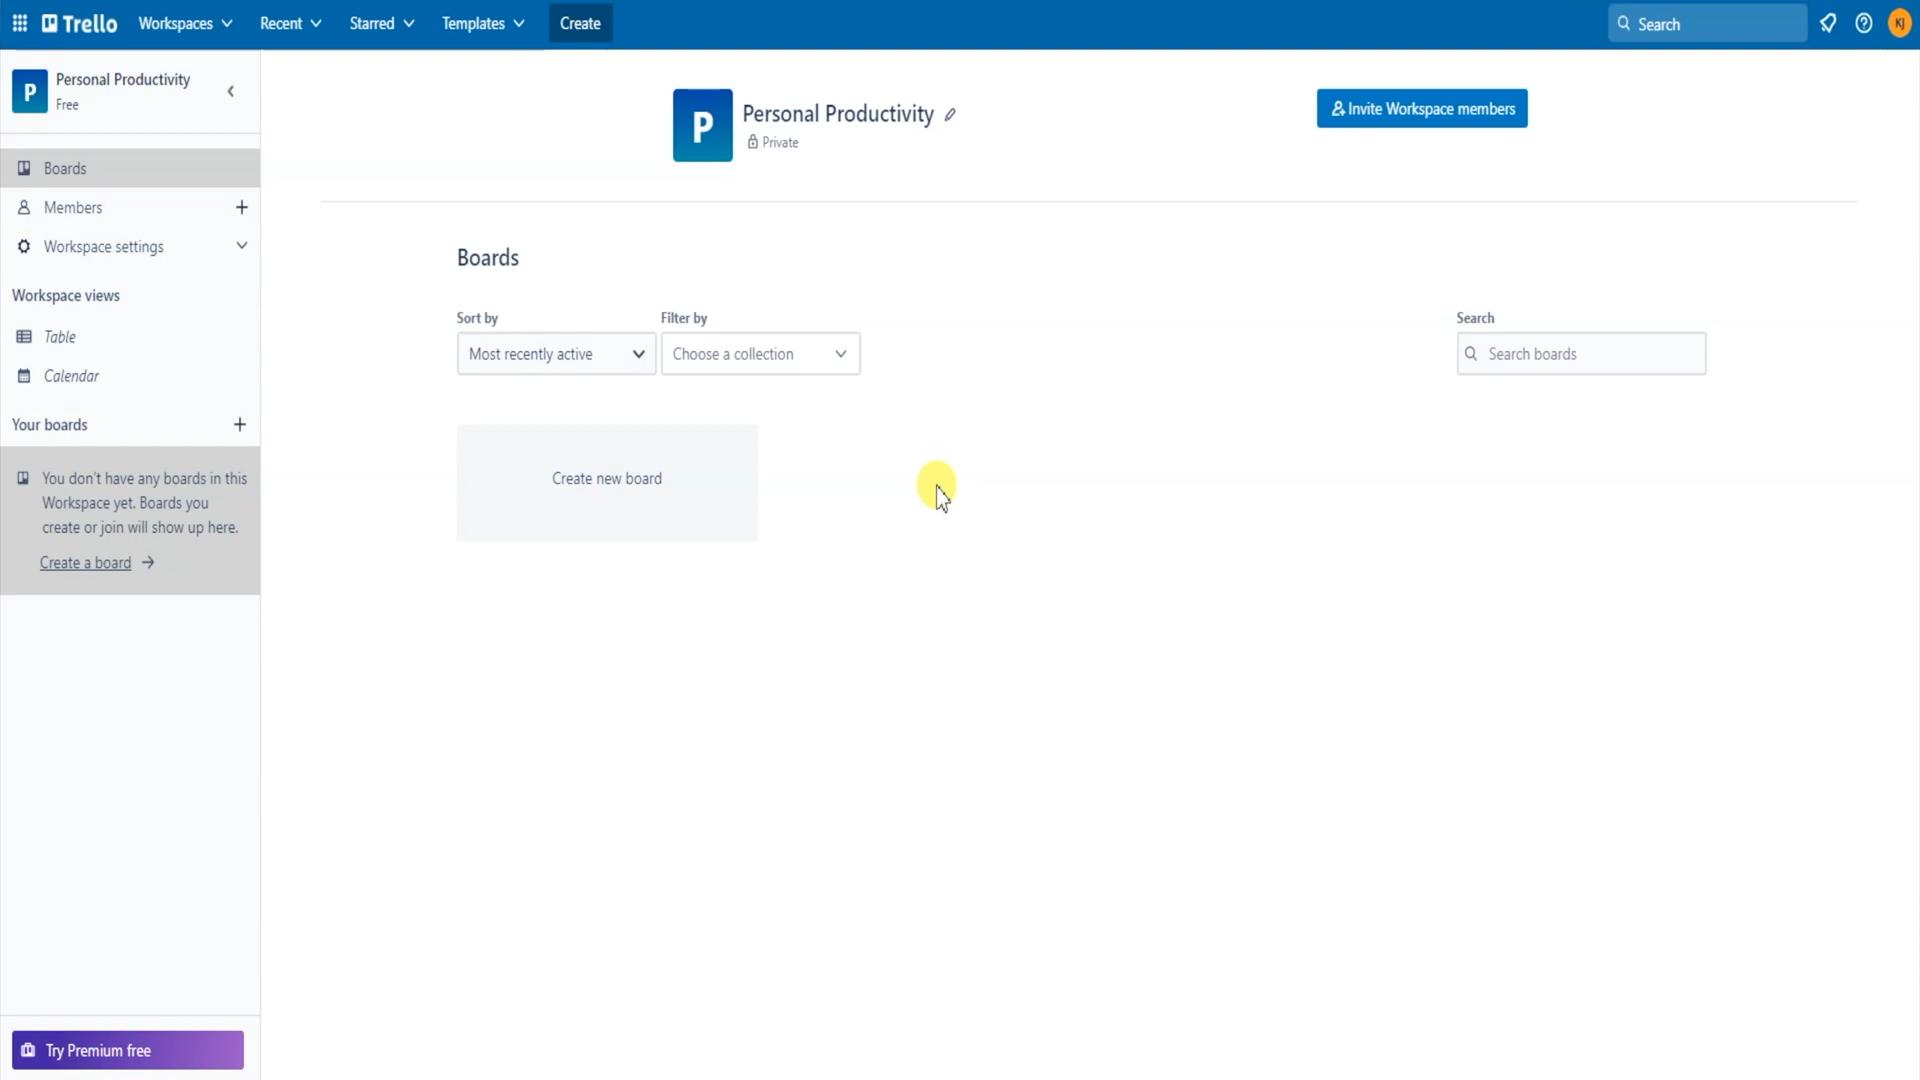 Trello Workspaces Recent Starred Templates Create Search KJ
P Personal Productivity
Free
P Personal Productivity
Private
Invite Workspace members
Boards
Members
Workspace settings
Workspace views
Table
Calendar
Your boards
You don't have any boards in this
Workspace yet. Boards you
create or join will show up here.
Create a board
Try Premium free
Boards
Sort by Filter by Search
Most recently active Choose a collection Search boards
Create new board